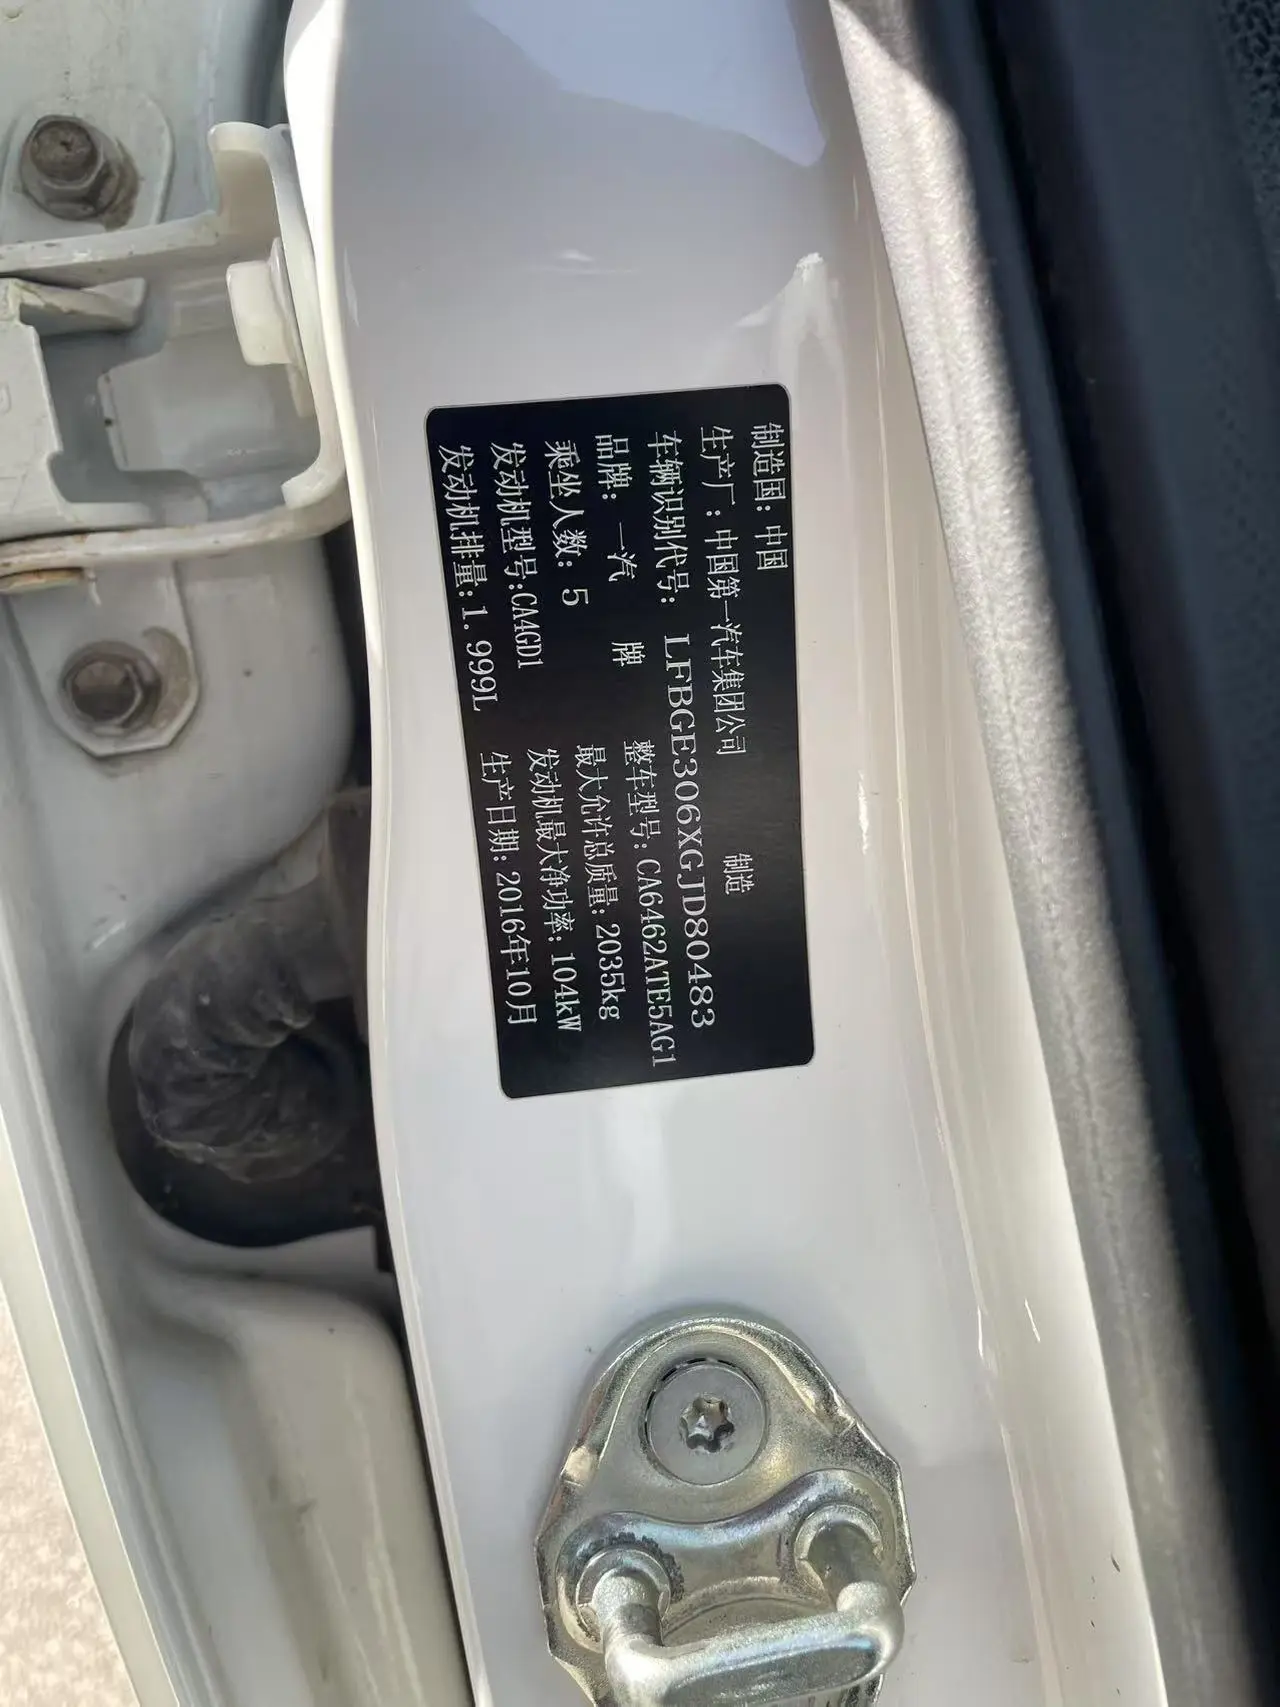 制造国：中国
生产厂：中国第一汽车集团公司 制造
车辆识别代号：LFBGE306XGJD80483
品牌：一汽 牌 整车型号：CA6462ATE5AG1
乘坐人数：5 最大允许总质量：2035kg
发动机型号：CA4GD1 发动机最大净功率：104kW
发动机排量：1.999L 生产日期：2016年10月